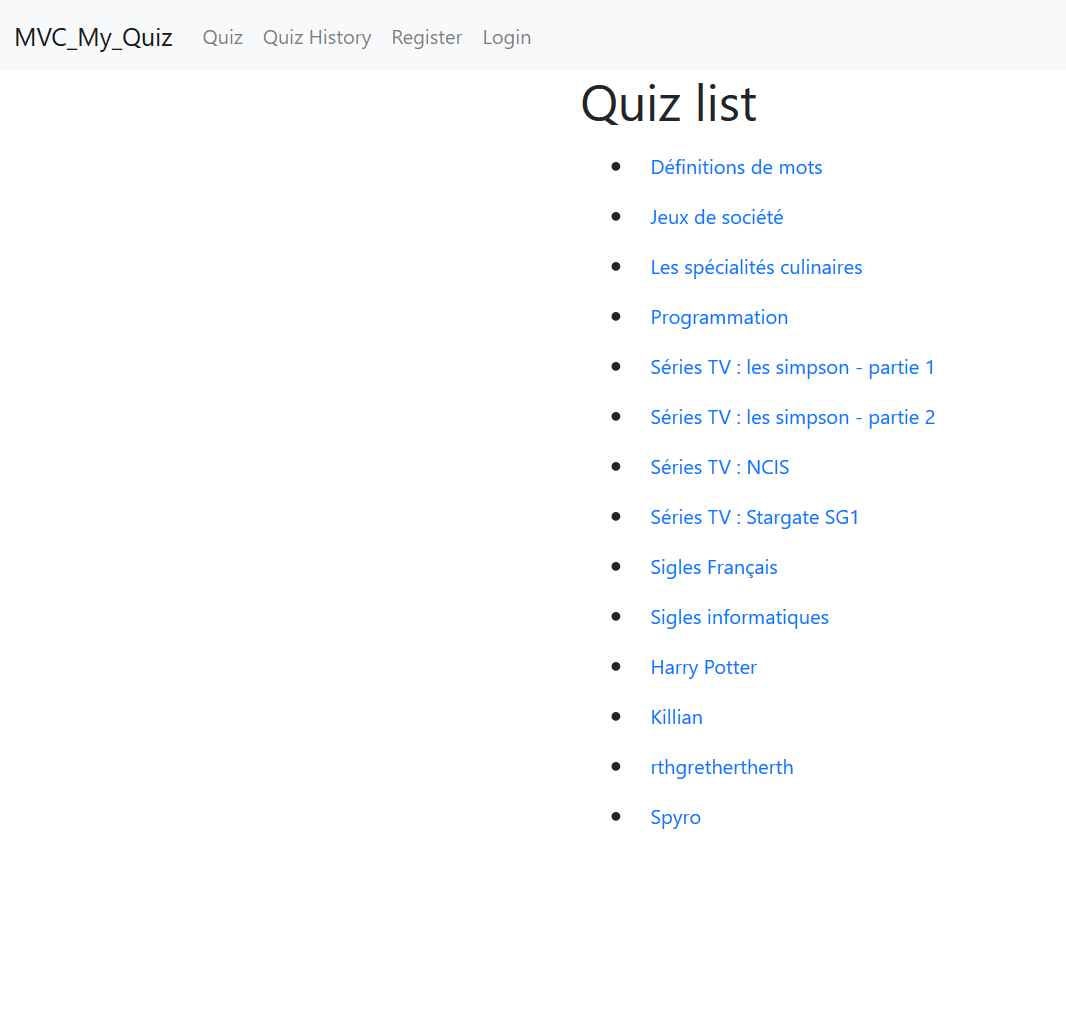 MVC_My_Quiz Quiz Quiz History Register Login
Quiz list
Définitions de mots
Jeux de société
Les spécialités culinaires
Programmation
Séries TV : les simpson - partie 1
Séries TV : les simpson - partie 2
Séries TV : NCIS
Séries TV : Stargate SG1
Sigles Français
Sigles informatiques
Harry Potter
Killian
rthgrethertherth
Spyro